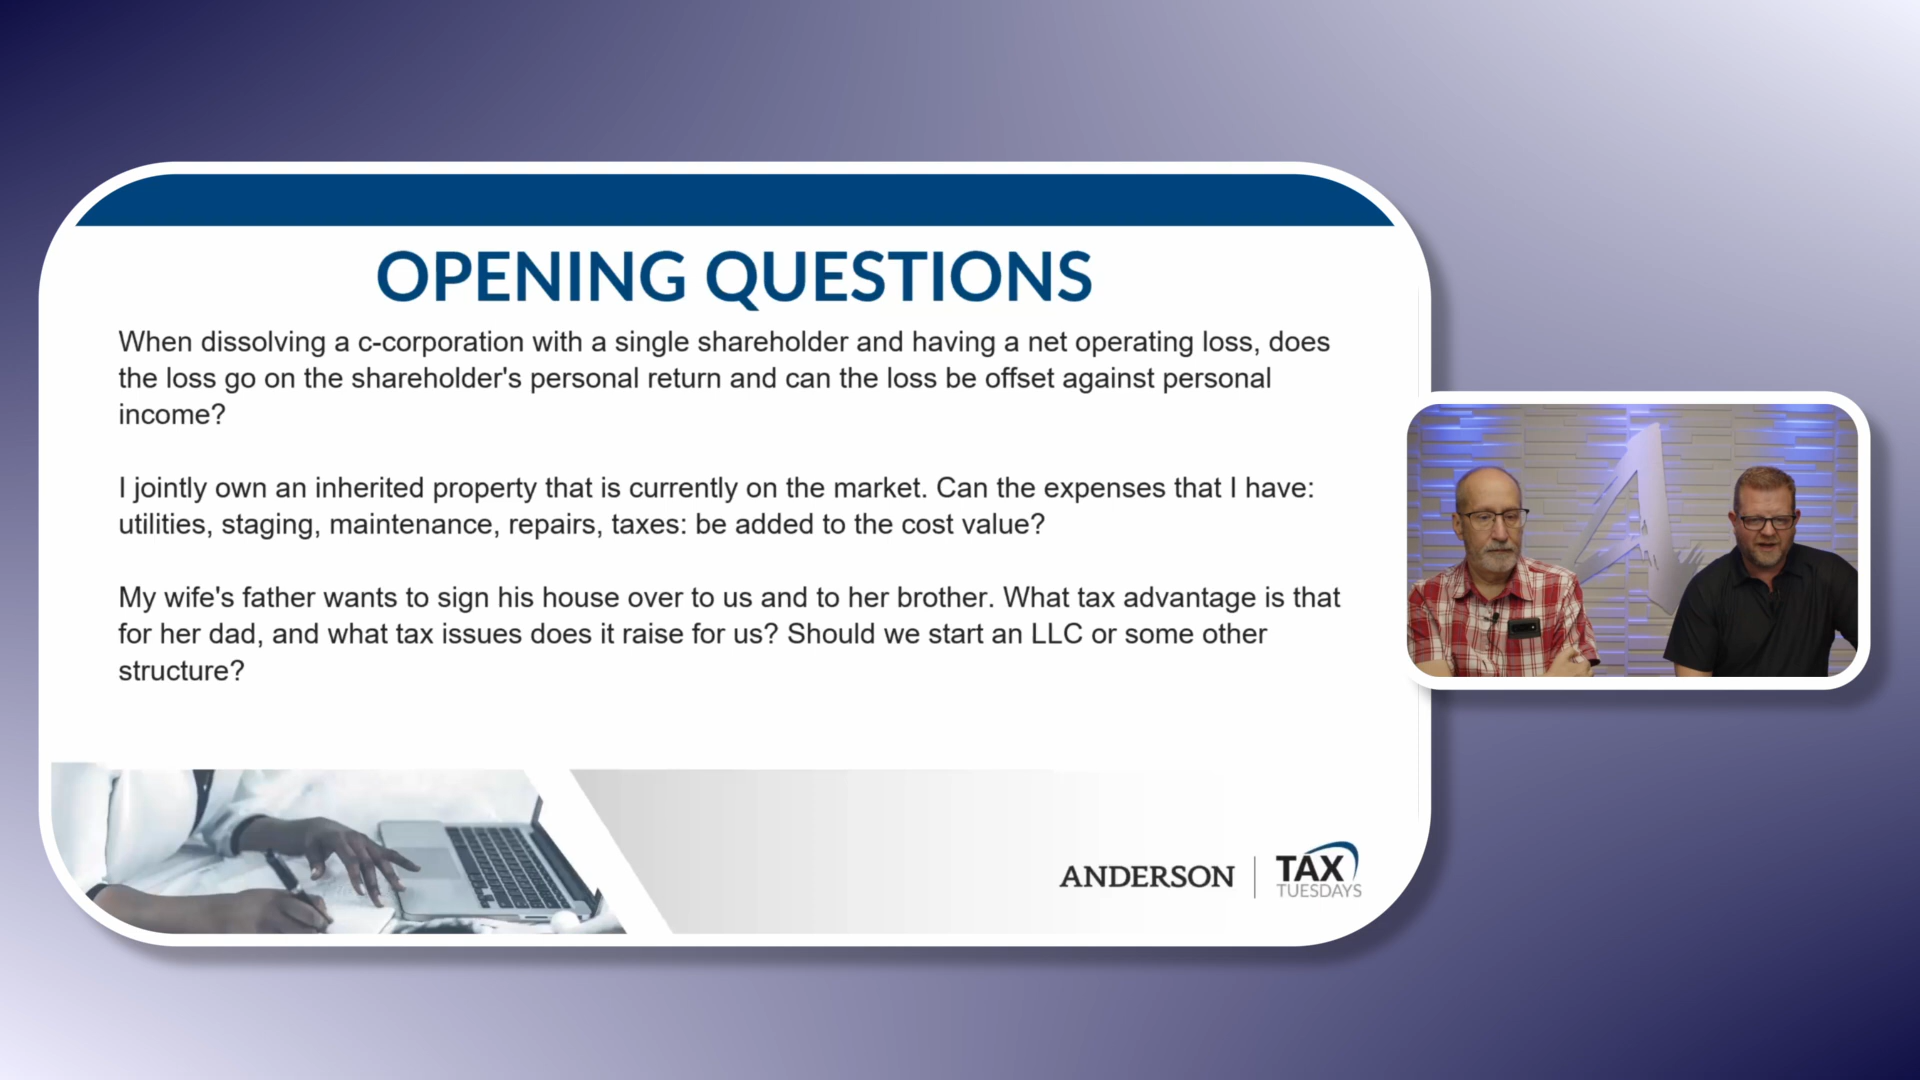 OPENING QUESTIONS
When dissolving a c-corporation with a single shareholder and having a net operating loss, does
the loss go on the shareholder's personal return and can the loss be offset against personal
income?
I jointly own an inherited property that is currently on the market. Can the expenses that I have:
utilities, staging, maintenance, repairs, taxes: be added to the cost value?
My wife's father wants to sign his house over to us and to her brother. What tax advantage is that
for her dad, and what tax issues does it raise for us? Should we start an LLC or some other
structure?
ANDERSON
TAX
TUESDAYS